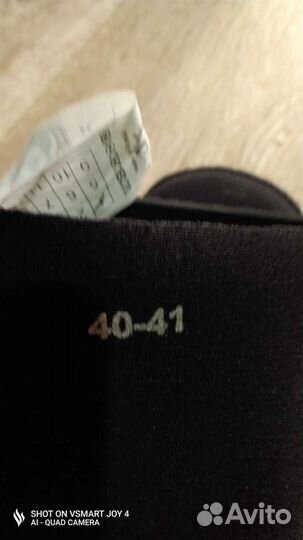 40-41
SHOT ON VSMART JOY 4
AI - QUAD CAMERA
Avito